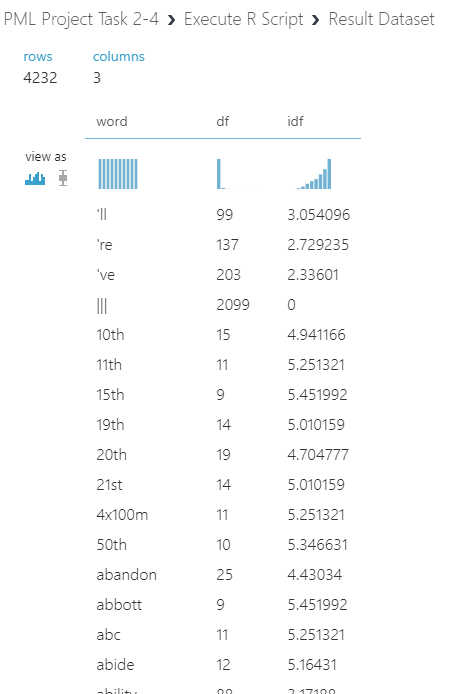 PML Project Task 2-4 › Execute R Script › Result Dataset
rows columns
4232 3
word df idf
view as
'll 99 3.054096
're 137 2.729235
've 203 2.33601
||| 2099 0
10th 15 4.941166
11th 11 5.251321
15th 9 5.451992
19th 14 5.010159
20th 19 4.704777
21st 14 5.010159
4x100m 11 5.251321
50th 10 5.346631
abandon 25 4.43034
abbott 9 5.451992
abc 11 5.251321
abide 12 5.16431
ability 88 3.17188